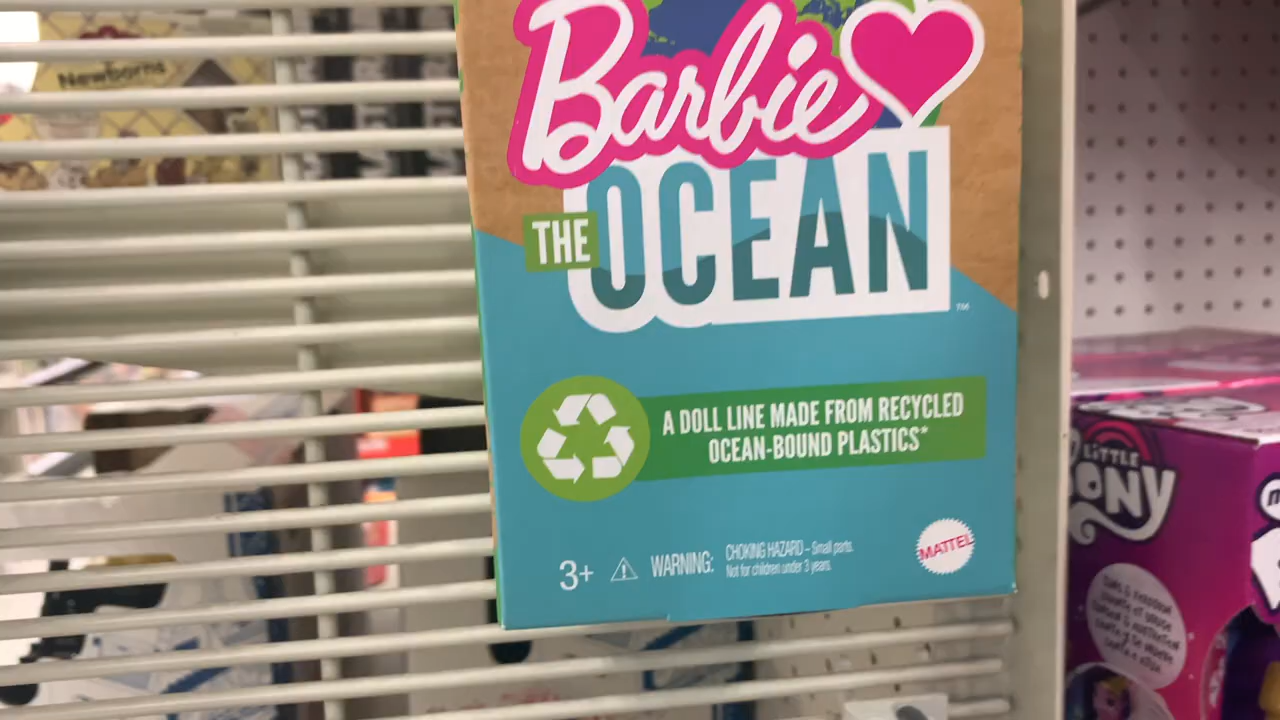 Newborns
Barbie
THE OCEAN
™
A DOLL LINE MADE FROM RECYCLED
OCEAN-BOUND PLASTICS*
3+ WARNING: CHOKING HAZARD – Small parts.
Not for children under 3 years.
MATTEL
LITTLE
PONY